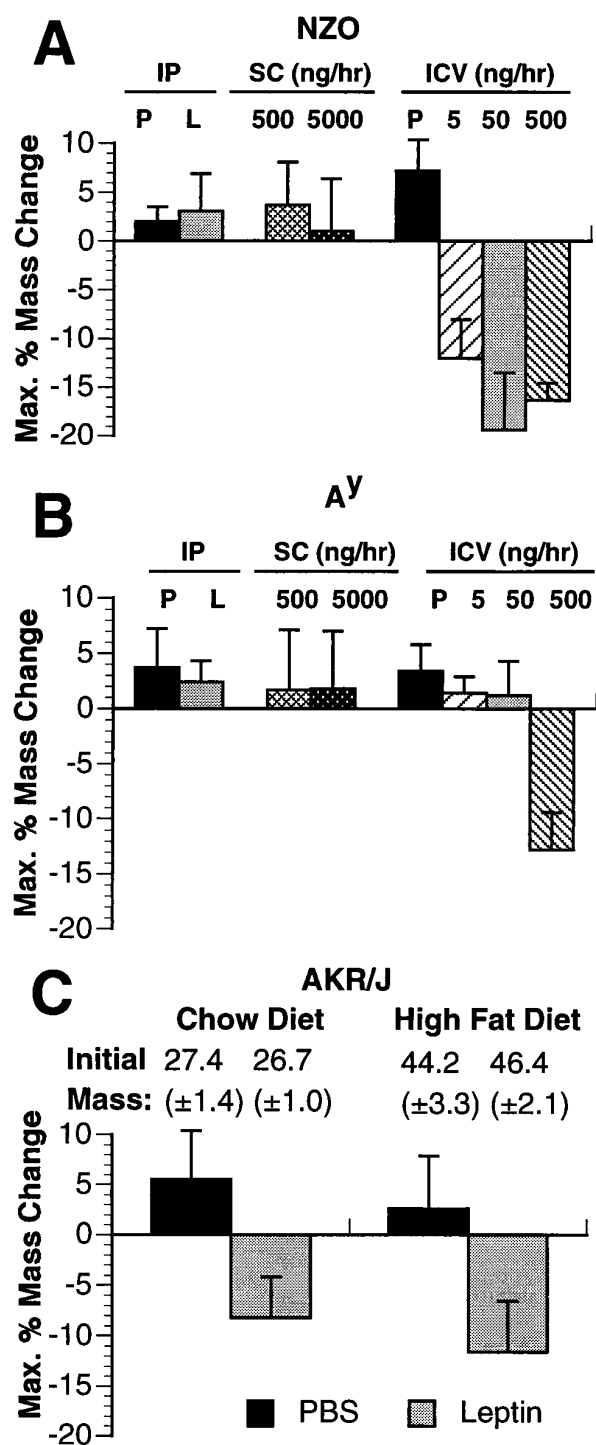 A
NZO
IP SC (ng/hr) ICV (ng/hr)
P L 500 5000 P 5 50 500
Max. % Mass Change
10
5
0
-5
-10
-15
-20
B
Ay
IP SC (ng/hr) ICV (ng/hr)
P L 500 5000 P 5 50 500
Max. % Mass Change
10
5
0
-5
-10
-15
-20
C
AKR/J
Chow Diet High Fat Diet
Initial 27.4 26.7 44.2 46.4
Mass: (±1.4) (±1.0) (±3.3) (±2.1)
Max. % Mass Change
10
5
0
-5
-10
-15
-20
PBS Leptin